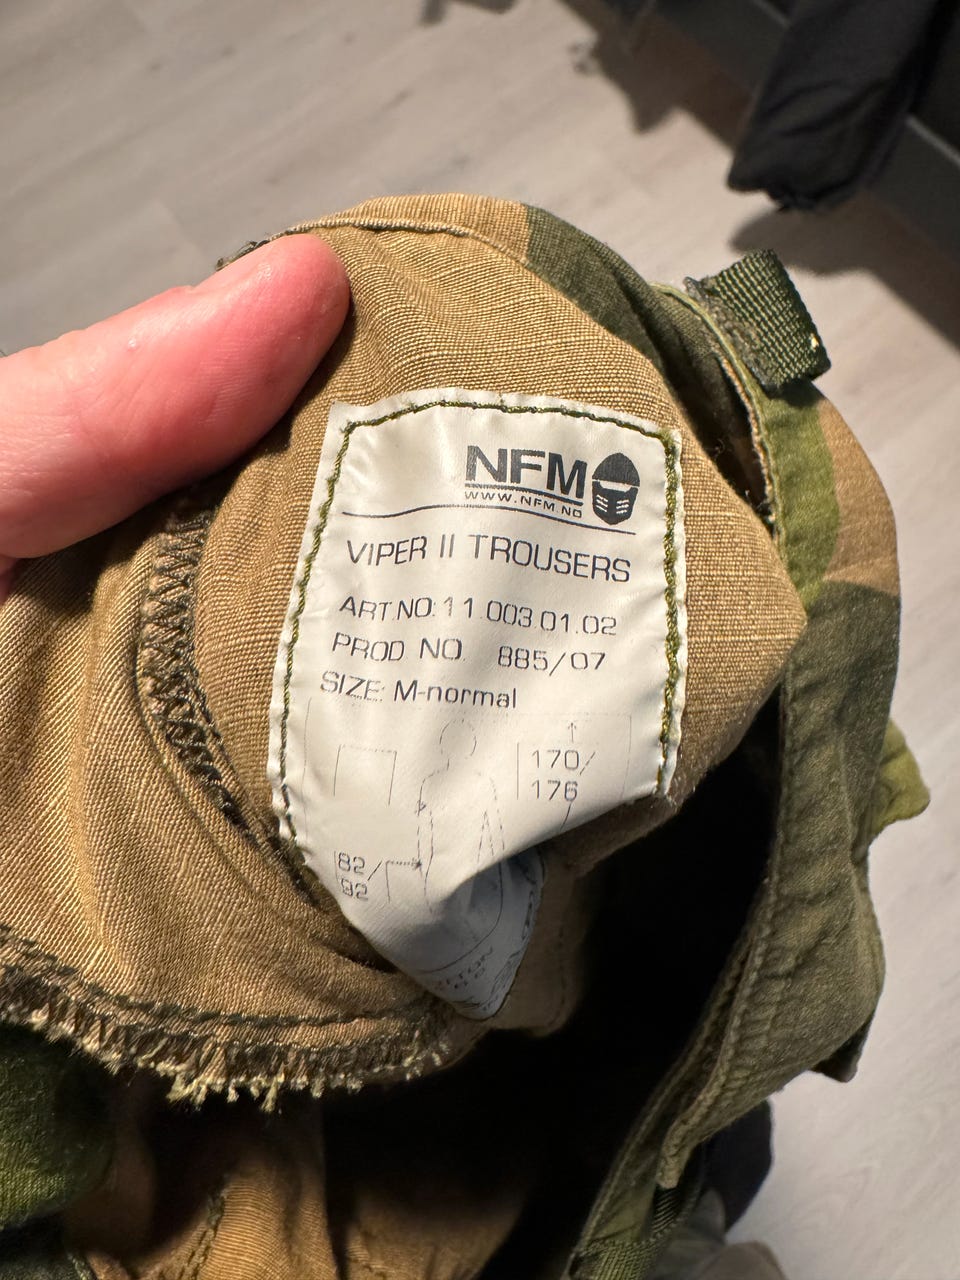 NFM
WWW.NFM.NO
VIPER II TROUSERS
ART.NO: 11.003.01.02
PROD NO. 885/07
SIZE: M-normal
170/
176
82/
92